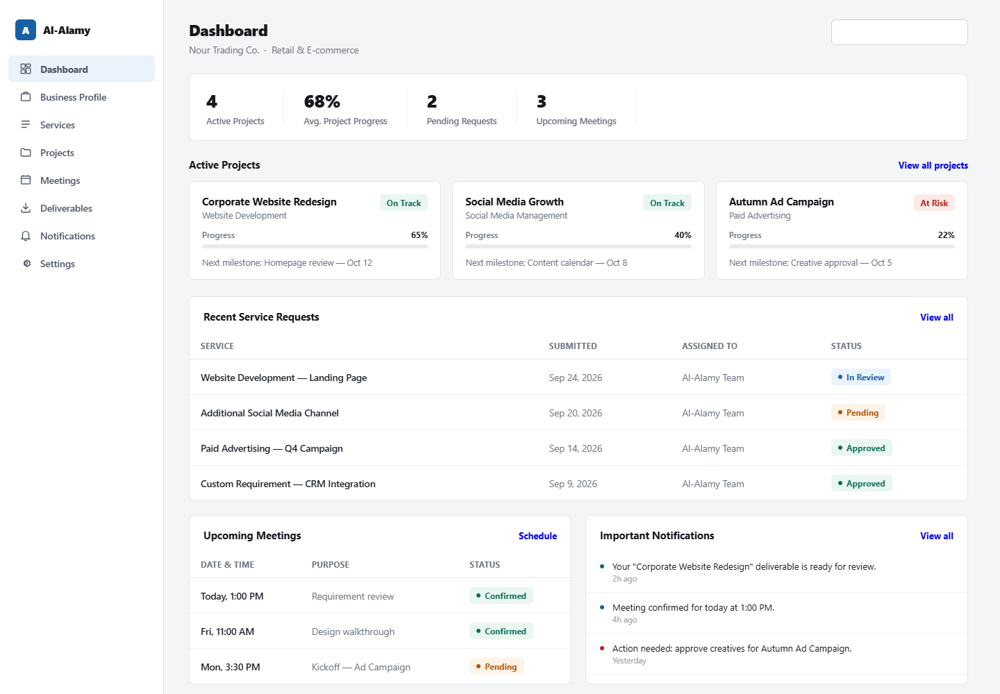 A Al-Alamy
Dashboard
Business Profile
Services
Projects
Meetings
Deliverables
Notifications
Settings
Dashboard
Nour Trading Co. · Retail & E-commerce
4
Active Projects
68%
Avg. Project Progress
2
Pending Requests
3
Upcoming Meetings
Active Projects
View all projects
Corporate Website Redesign
On Track
Website Development
Progress 65%
Next milestone: Homepage review — Oct 12
Social Media Growth
On Track
Social Media Management
Progress 40%
Next milestone: Content calendar — Oct 8
Autumn Ad Campaign
At Risk
Paid Advertising
Progress 22%
Next milestone: Creative approval — Oct 5
Recent Service Requests
View all
SERVICE SUBMITTED ASSIGNED TO STATUS
Website Development — Landing Page Sep 24, 2026 Al-Alamy Team In Review
Additional Social Media Channel Sep 20, 2026 Al-Alamy Team Pending
Paid Advertising — Q4 Campaign Sep 14, 2026 Al-Alamy Team Approved
Custom Requirement — CRM Integration Sep 9, 2026 Al-Alamy Team Approved
Upcoming Meetings
Schedule
DATE & TIME PURPOSE STATUS
Today, 1:00 PM Requirement review Confirmed
Fri, 11:00 AM Design walkthrough Confirmed
Mon, 3:30 PM Kickoff — Ad Campaign Pending
Important Notifications
View all
Your "Corporate Website Redesign" deliverable is ready for review.
2h ago
Meeting confirmed for today at 1:00 PM.
4h ago
Action needed: approve creatives for Autumn Ad Campaign.
Yesterday